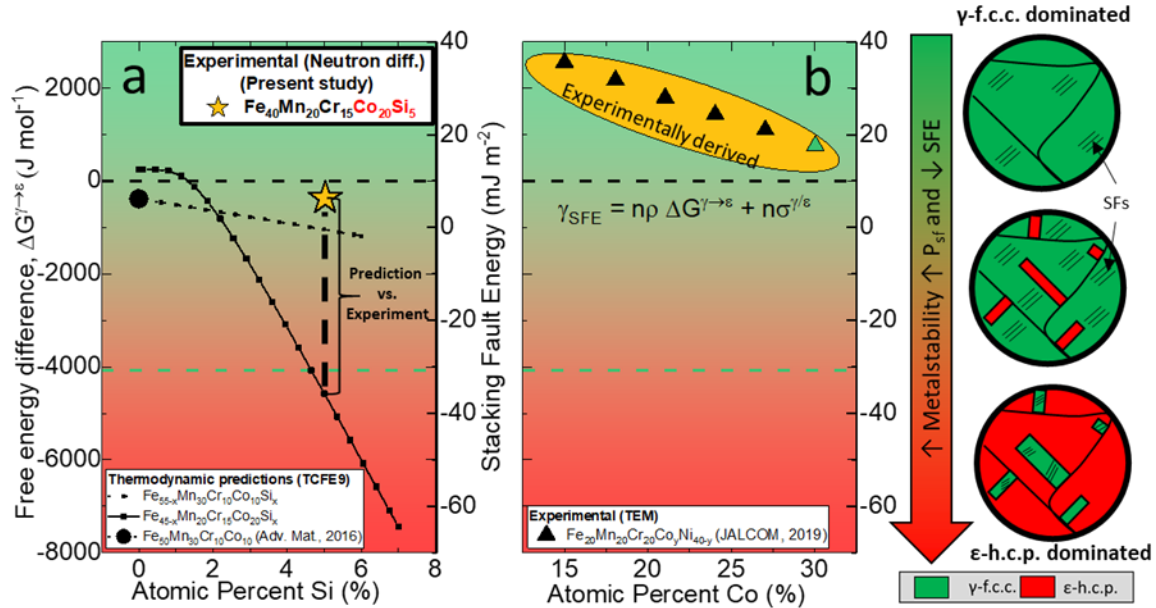 a
Experimental (Neutron diff.)
(Present study)
Fe40Mn20Cr15Co20Si5
2000
0
-2000
-4000
-6000
-8000
Free energy difference, ΔG^γ→ε (J mol^-1)
Prediction
vs.
Experiment
Thermodynamic predictions (TCFE9)
Fe55-xMn30Cr10Co10Six
Fe45-xMn20Cr15Co20Six
Fe50Mn30Cr10Co10 (Adv. Mat., 2016)
0 2 4 6 8
Atomic Percent Si (%)
40
20
0
-20
-40
-60
Stacking Fault Energy (mJ m^-2)
b
Experimentally derived
γSFE = nρ ΔG^γ→ε + nσ^γ/ε
Experimental (TEM)
Fe20Mn20Cr20CoyNi40-y (JALCOM, 2019)
15 20 25 30
Atomic Percent Co (%)
40
20
0
-20
-40
-60
↑ Metalstability ↑ Psf and ↓ SFE
γ-f.c.c. dominated
SFs
ε-h.c.p. dominated
γ-f.c.c. ε-h.c.p.